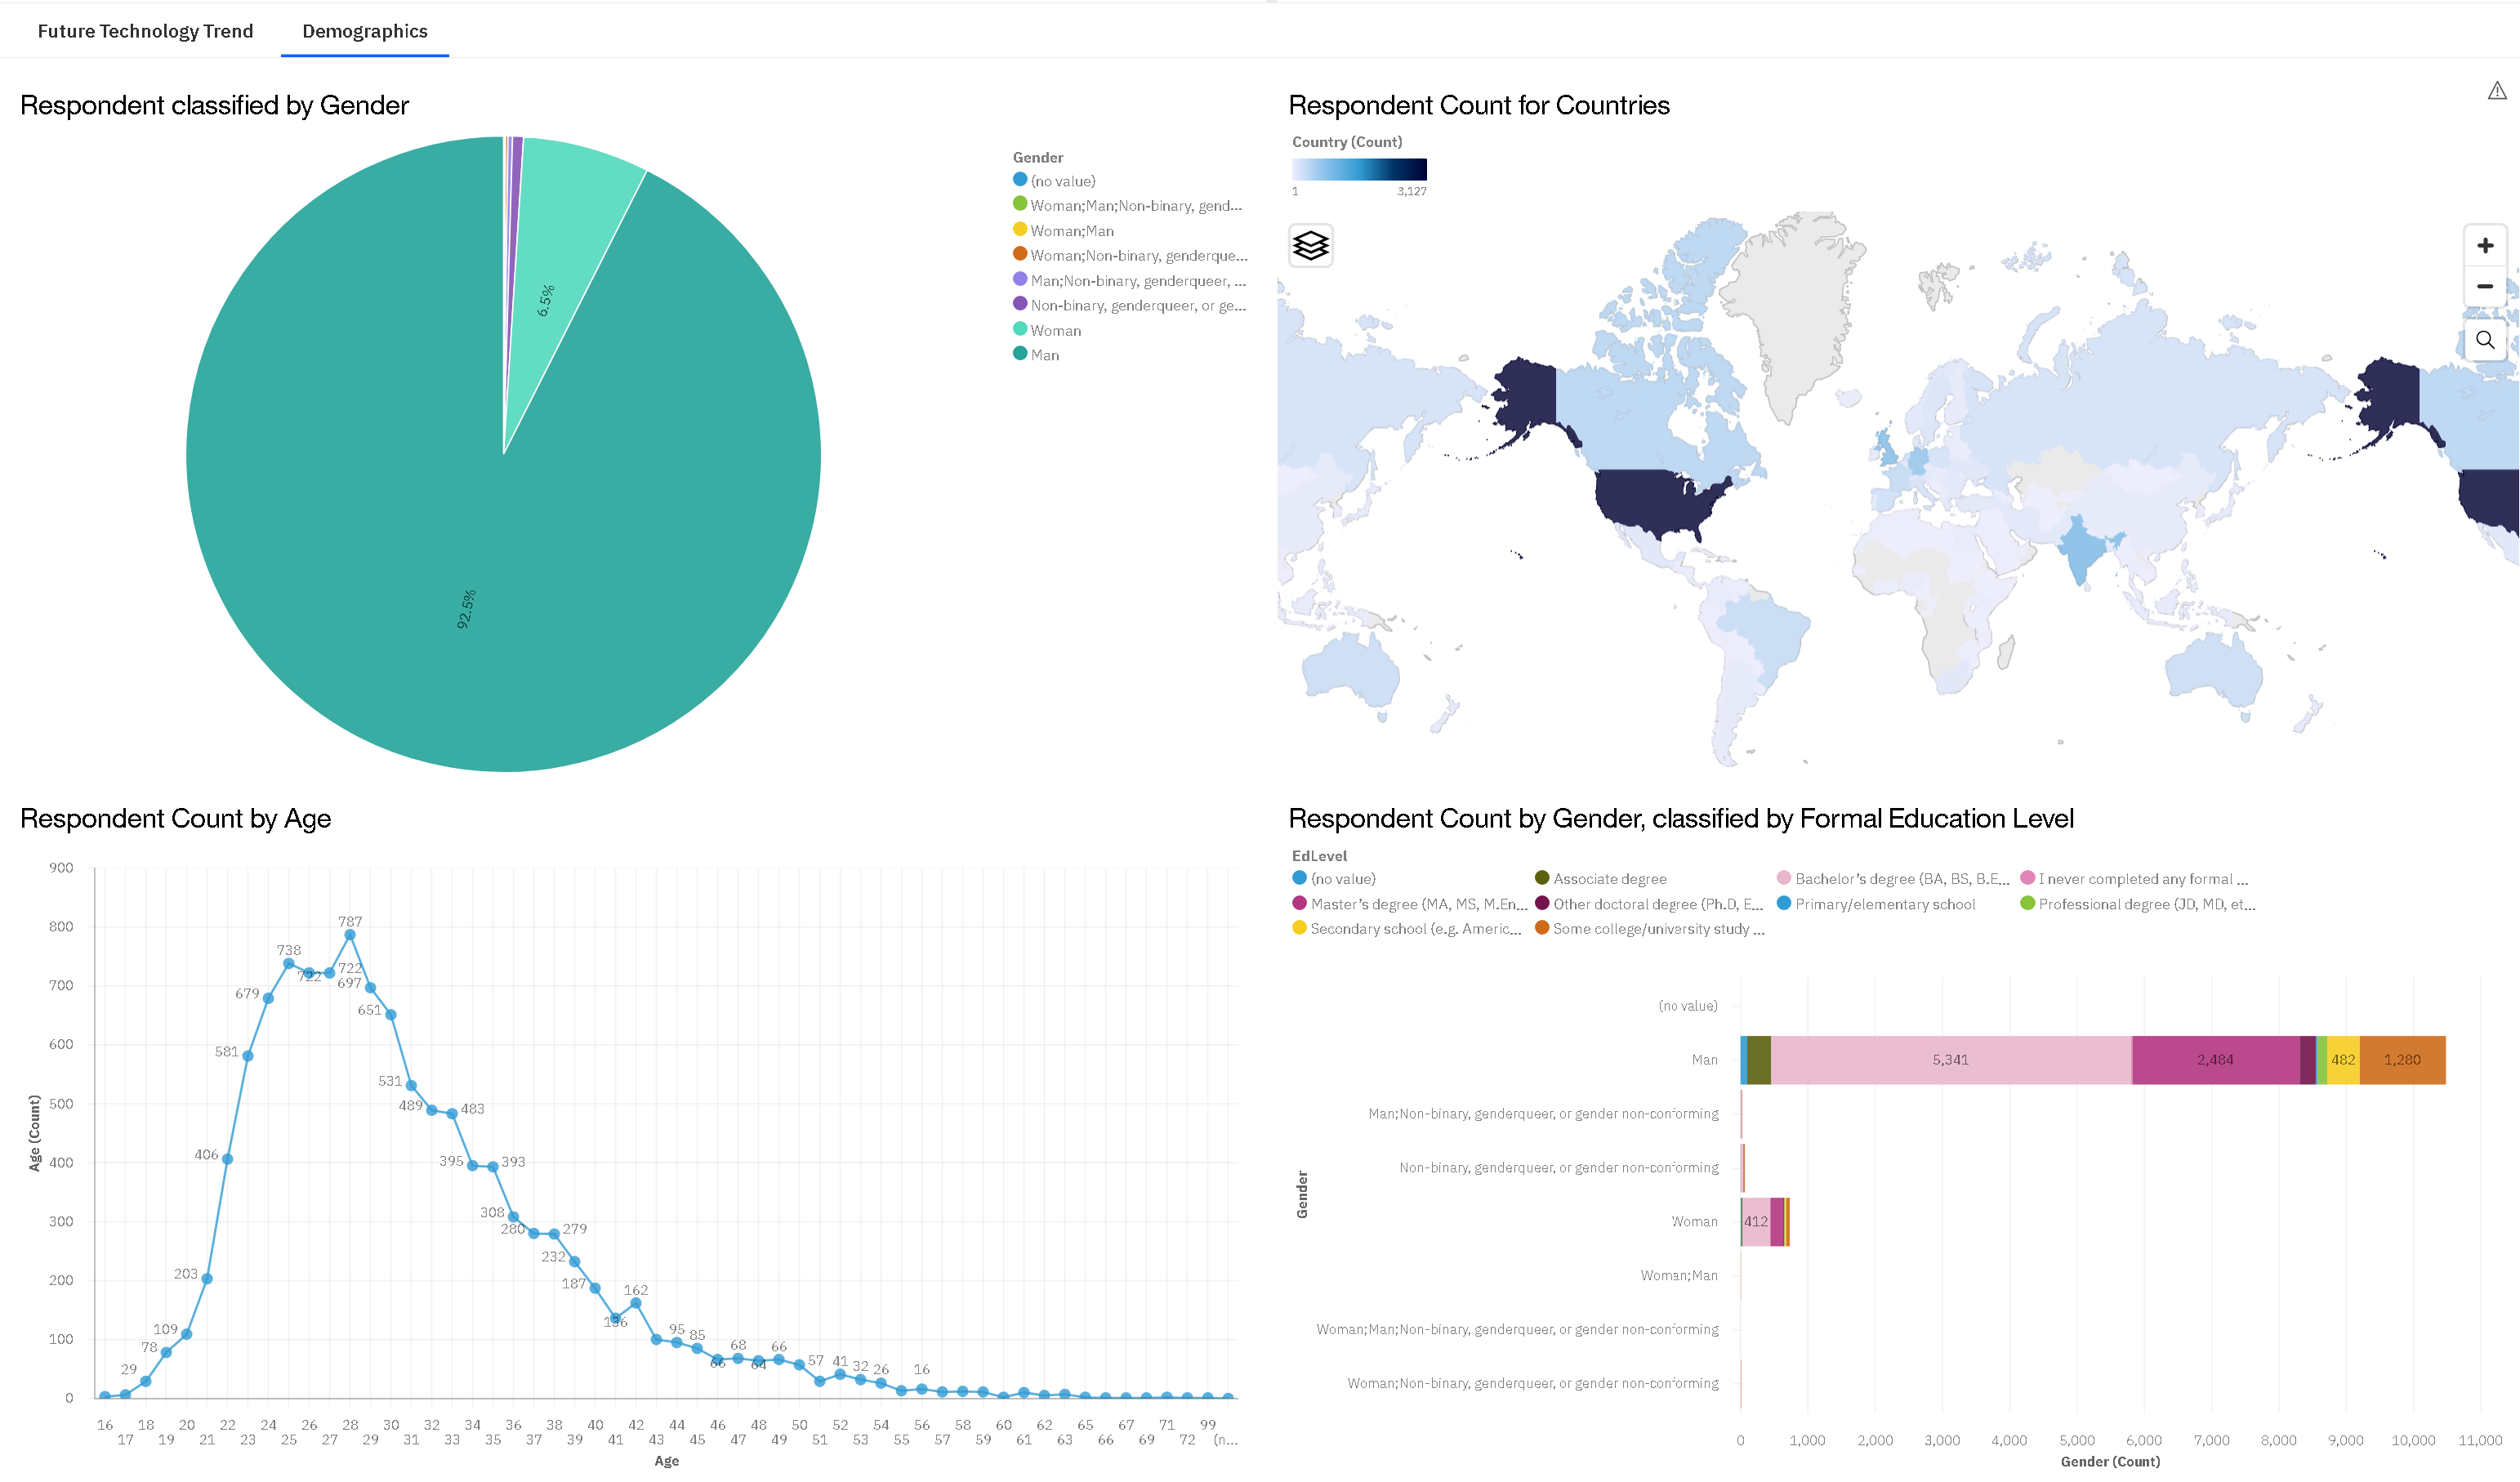 Future Technology Trend
Demographics
Respondent classified by Gender
6.5%
92.5%
Gender
(no value)
Woman;Man;Non-binary, gend...
Woman;Man
Woman;Non-binary, genderque...
Man;Non-binary, genderqueer, ...
Non-binary, genderqueer, or ge...
Woman
Man
Respondent Count for Countries
Country (Count)
1 3,127
Respondent Count by Age
Age (Count)
900
800
700
600
500
400
300
200
100
0
29
78
109
203
406
581
679
738
722
722
787
697
651
531
489
483
395
393
308
280
279
232
187
136
162
95
85
66
68
64
66
57
41
32
26
16
16 18 20 22 24 26 28 30 32 34 36 38 40 42 44 46 48 50 52 54 56 58 60 62 65 67 71 99
17 19 21 23 25 27 29 31 33 35 37 39 41 43 45 47 49 51 53 55 57 59 61 63 66 69 72 (n...
Age
Respondent Count by Gender, classified by Formal Education Level
EdLevel
(no value) Associate degree Bachelor's degree (BA, BS, B.E... I never completed any formal ...
Master's degree (MA, MS, M.En... Other doctoral degree (Ph.D, E... Primary/elementary school Professional degree (JD, MD, et...
Secondary school (e.g. Americ... Some college/university study ...
Gender
(no value)
Man 5,341 2,484 482 1,280
Man;Non-binary, genderqueer, or gender non-conforming
Non-binary, genderqueer, or gender non-conforming
Woman 412
Woman;Man
Woman;Man;Non-binary, genderqueer, or gender non-conforming
Woman;Non-binary, genderqueer, or gender non-conforming
0 1,000 2,000 3,000 4,000 5,000 6,000 7,000 8,000 9,000 10,000 11,000
Gender (Count)